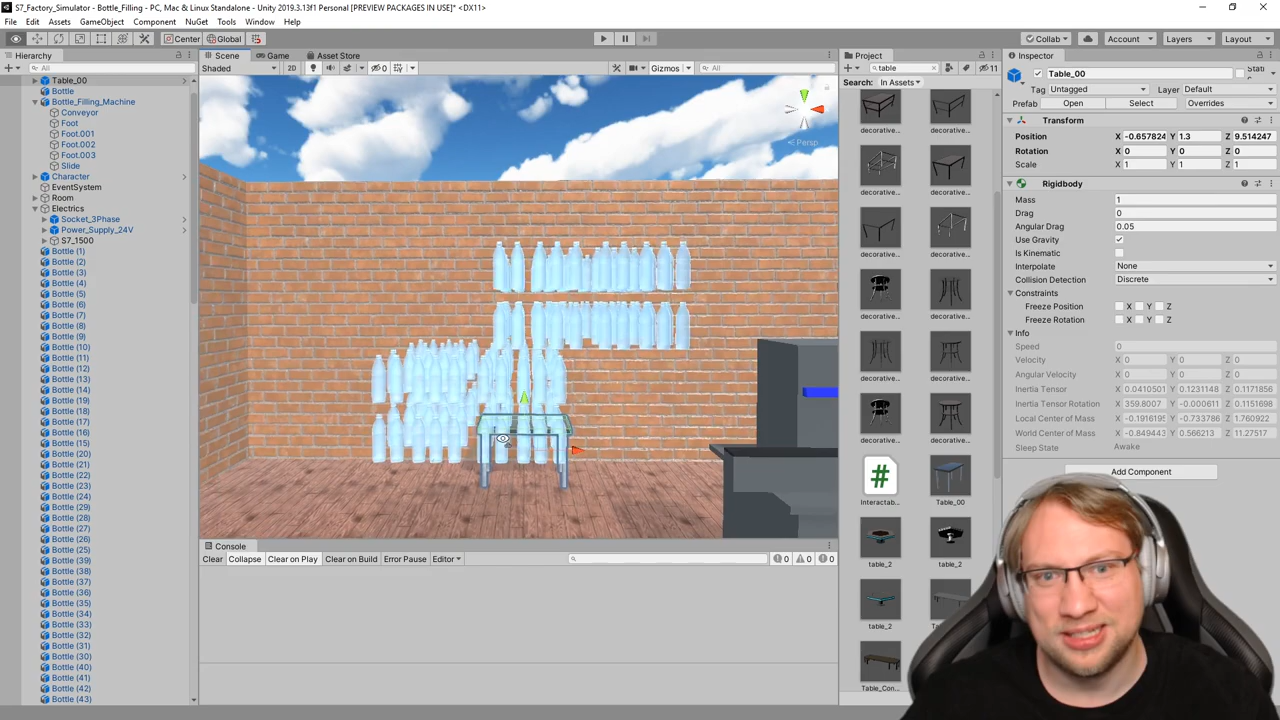 S7_Factory_Simulator - Bottle_Filling - PC, Mac & Linux Standalone - Unity 2019.3.13f1 Personal [PREVIEW PACKAGES IN USE]* <DX11>
File Edit Assets GameObject Component NuGet Tools Window Help
Center Global Collab Account Layers Layout
Hierarchy
All
Table_00
Bottle
Bottle_Filling_Machine
Conveyor
Foot
Foot.001
Foot.002
Foot.003
Slide
Character
EventSystem
Room
Electrics
Socket_3Phase
Power_Supply_24V
S7_1500
Bottle (1)
Bottle (2)
Bottle (3)
Bottle (4)
Bottle (5)
Bottle (6)
Bottle (7)
Bottle (8)
Bottle (9)
Bottle (10)
Bottle (11)
Bottle (12)
Bottle (13)
Bottle (14)
Bottle (19)
Bottle (18)
Bottle (17)
Bottle (16)
Bottle (15)
Bottle (20)
Bottle (21)
Bottle (22)
Bottle (23)
Bottle (24)
Bottle (29)
Bottle (28)
Bottle (27)
Bottle (26)
Bottle (25)
Bottle (39)
Bottle (38)
Bottle (37)
Bottle (36)
Bottle (35)
Bottle (34)
Bottle (33)
Bottle (32)
Bottle (31)
Bottle (30)
Bottle (40)
Bottle (41)
Bottle (42)
Bottle (43)
Scene Game Asset Store
Shaded 2D 0 Gizmos All
Persp
Console
Clear Collapse Clear on Play Clear on Build Error Pause Editor 0 0 0
Project
table 11
Search: In Assets
decorative... decorative...
decorative... decorative...
decorative... decorative...
decorative... decorative...
decorative... decorative...
decorative... decorative...
#
Interactab... Table_00
table_2 table_2
table_2
Table_Con...
Inspector
Table_00
Tag Untagged Layer Default
Prefab Open Select Overrides
Transform
Position X -0.657824 Y 1.3 Z 9.514247
Rotation X 0 Y 0 Z 0
Scale X 1 Y 1 Z 1
Rigidbody
Mass 1
Drag 0
Angular Drag 0.05
Use Gravity
Is Kinematic
Interpolate None
Collision Detection Discrete
Constraints
Freeze Position X Y Z
Freeze Rotation X Y Z
Info
Speed 0
Velocity X 0 Y 0 Z 0
Angular Velocity X 0 Y 0 Z 0
Inertia Tensor X 0.0410501 Y 0.1231148 Z 0.1171856
Inertia Tensor Rotation X 359.8007 Y -0.000611 Z 0.1151698
Local Center of Mass X -0.191619 Y -0.733786 Z 1.760922
World Center of Mass X -0.849443 Y 0.566213 Z 11.27517
Sleep State Awake
Add Component